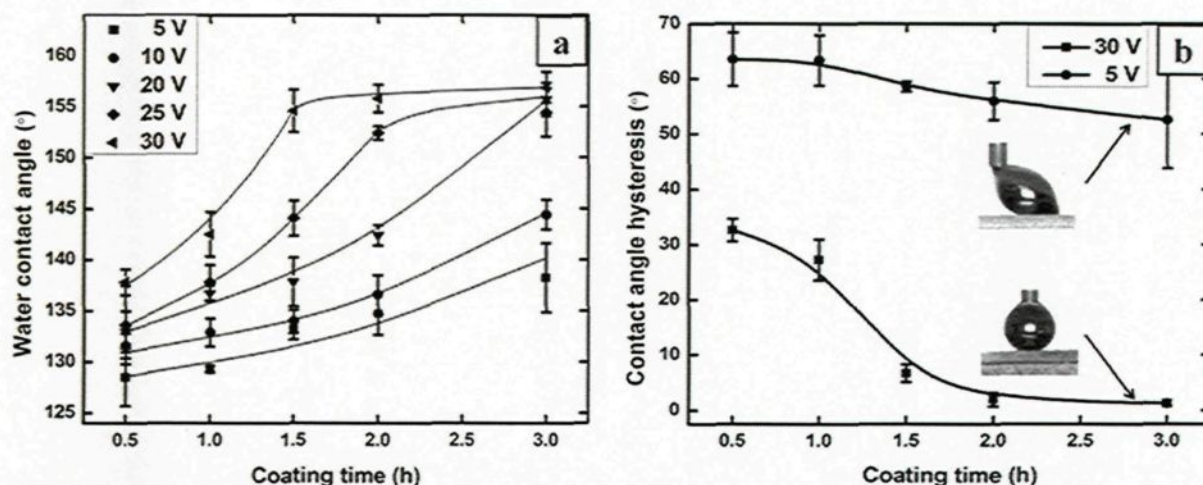 a
5 V
10 V
20 V
25 V
30 V
Water contact angle (°)
160
155
150
145
140
135
130
125
0.5 1.0 1.5 2.0 2.5 3.0
Coating time (h)
b
30 V
5 V
Contact angle hysteresis (°)
70
60
50
40
30
20
10
0
0.5 1.0 1.5 2.0 2.5 3.0
Coating time (h)